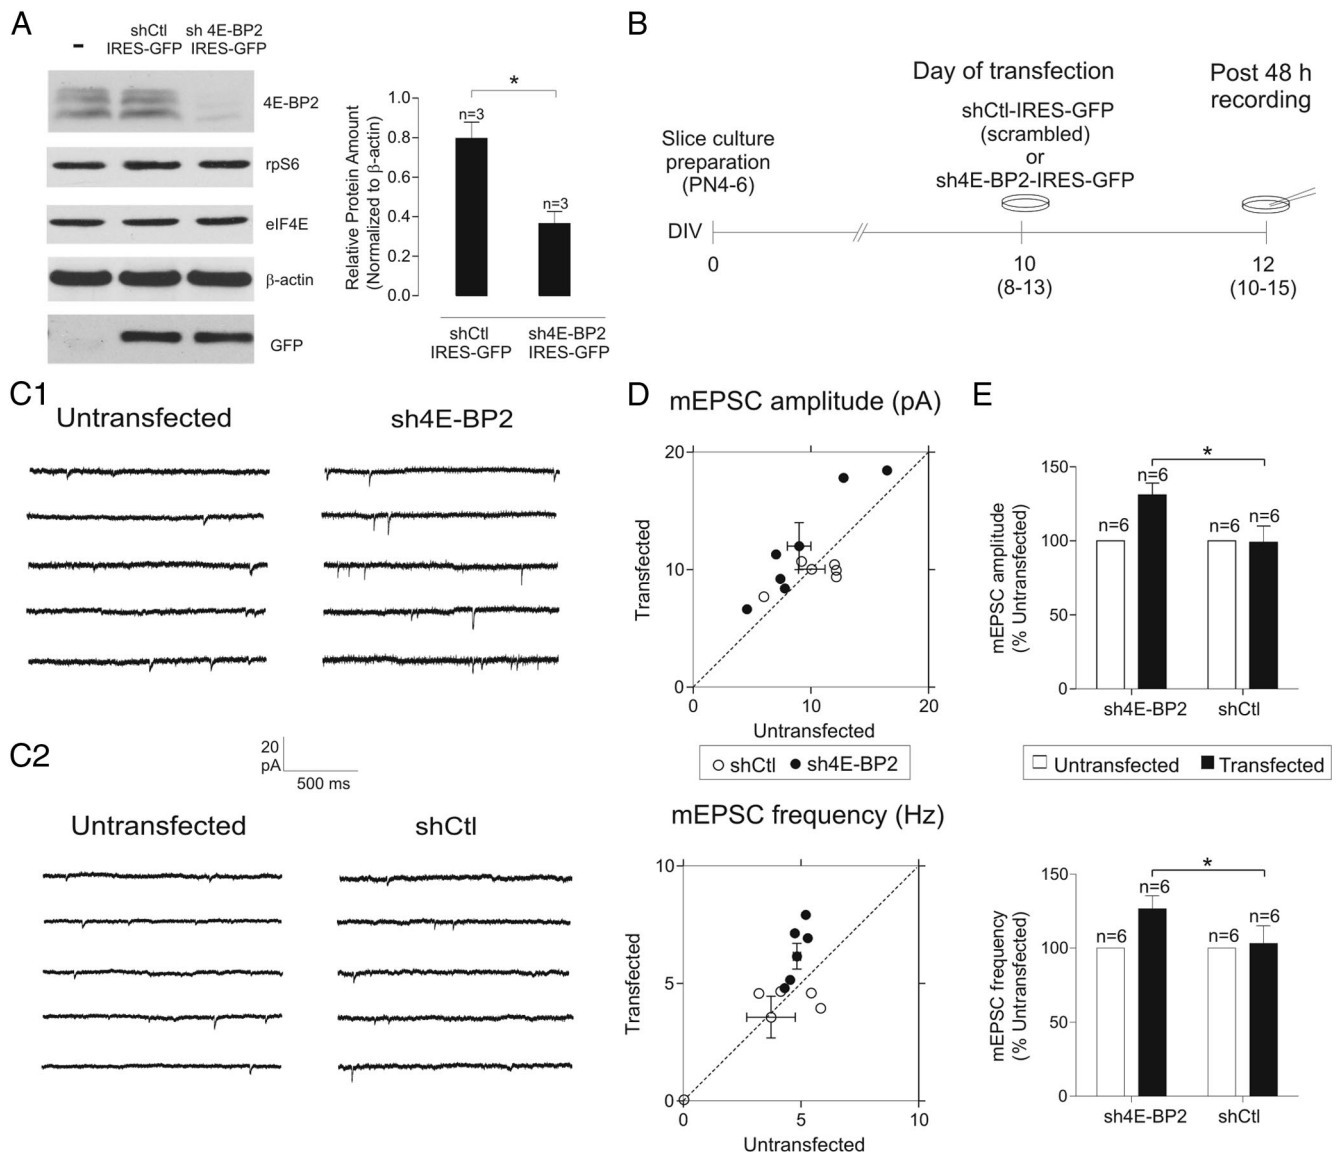 A
-
shCtl
IRES-GFP
sh 4E-BP2
IRES-GFP
4E-BP2
rpS6
eIF4E
β-actin
GFP
Relative Protein Amount
(Normalized to β-actin)
1.0
0.8
0.6
0.4
0.2
0.0
*
n=3
n=3
shCtl
IRES-GFP
sh4E-BP2
IRES-GFP
B
Slice culture
preparation
(PN4-6)
Day of transfection
shCtl-IRES-GFP
(scrambled)
or
sh4E-BP2-IRES-GFP
Post 48 h
recording
DIV
0
10
(8-13)
12
(10-15)
C1
Untransfected
sh4E-BP2
C2
20
pA
500 ms
Untransfected
shCtl
D
mEPSC amplitude (pA)
Transfected
20
10
0
0
10
20
Untransfected
shCtl
sh4E-BP2
mEPSC frequency (Hz)
Transfected
10
5
0
0
5
10
Untransfected
E
mEPSC amplitude
(% Untransfected)
150
100
50
0
*
n=6
n=6
n=6
n=6
sh4E-BP2
shCtl
Untransfected
Transfected
mEPSC frequency
(% Untransfected)
150
100
50
0
*
n=6
n=6
n=6
n=6
sh4E-BP2
shCtl